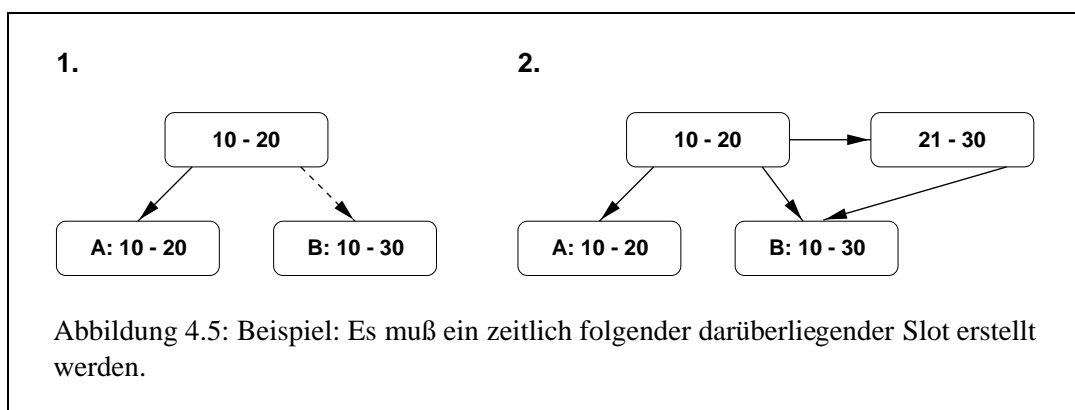 1.
2.
10 - 20
10 - 20
21 - 30
A: 10 - 20
B: 10 - 30
A: 10 - 20
B: 10 - 30
Abbildung 4.5: Beispiel: Es muß ein zeitlich folgender darüberliegender Slot erstellt
werden.